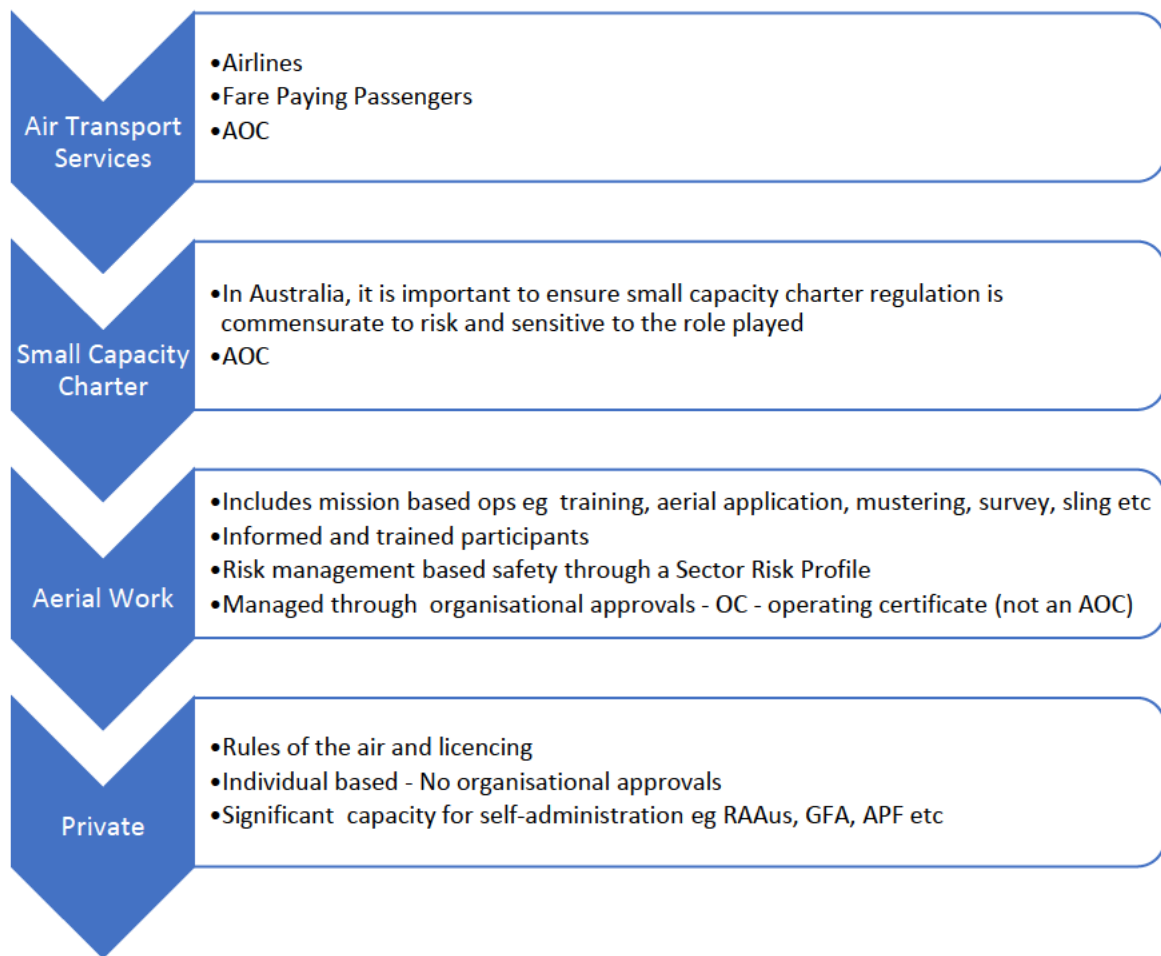 Air Transport
Services
•Airlines
•Fare Paying Passengers
•AOC
Small Capacity
Charter
•In Australia, it is important to ensure small capacity charter regulation is
commensurate to risk and sensitive to the role played
•AOC
Aerial Work
•Includes mission based ops eg training, aerial application, mustering, survey, sling etc
•Informed and trained participants
•Risk management based safety through a Sector Risk Profile
•Managed through organisational approvals - OC - operating certificate (not an AOC)
Private
•Rules of the air and licencing
•Individual based - No organisational approvals
•Significant capacity for self-administration eg RAAus, GFA, APF etc